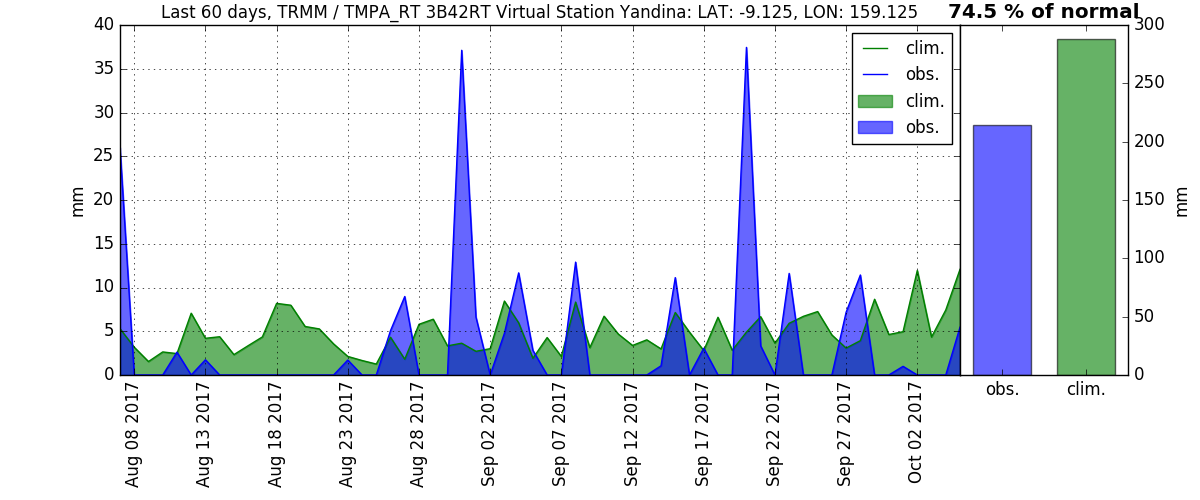 Last 60 days, TRMM / TMPA_RT 3B42RT Virtual Station Yandina: LAT: -9.125, LON: 159.125
74.5 % of normal
mm
40
35
30
25
20
15
10
5
0
clim.
obs.
clim.
obs.
Aug 08 2017
Aug 13 2017
Aug 18 2017
Aug 23 2017
Aug 28 2017
Sep 02 2017
Sep 07 2017
Sep 12 2017
Sep 17 2017
Sep 22 2017
Sep 27 2017
Oct 02 2017
300
250
200
150
100
50
0
mm
obs.
clim.